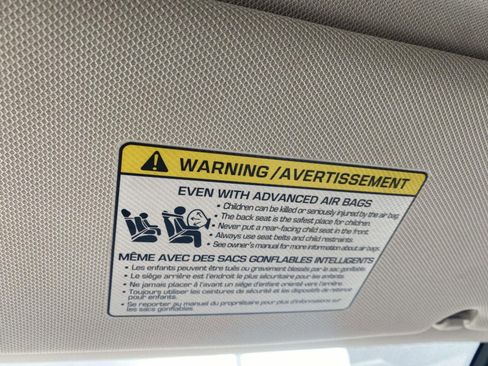 WARNING / AVERTISSEMENT
EVEN WITH ADVANCED AIR BAGS
• Children can be killed or seriously injured by the air bag.
• The back seat is the safest place for children.
• Never put a rear-facing child seat in the front.
• Always use seat belts and child restraints.
• See owner's manual for more information about air bags.
MÊME AVEC DES SACS GONFLABLES INTELLIGENTS
• Les enfants peuvent être tués ou gravement blessés par le sac gonflable.
• Le siège arrière est l'endroit le plus sécuritaire pour les enfants.
• Ne jamais placer à l'avant un siège d'enfant orienté vers l'arrière.
• Toujours utiliser les ceintures de sécurité et les dispositifs de retenue
pour enfants.
• Se reporter au manuel du propriétaire pour plus d'informations sur
les sacs gonflables.